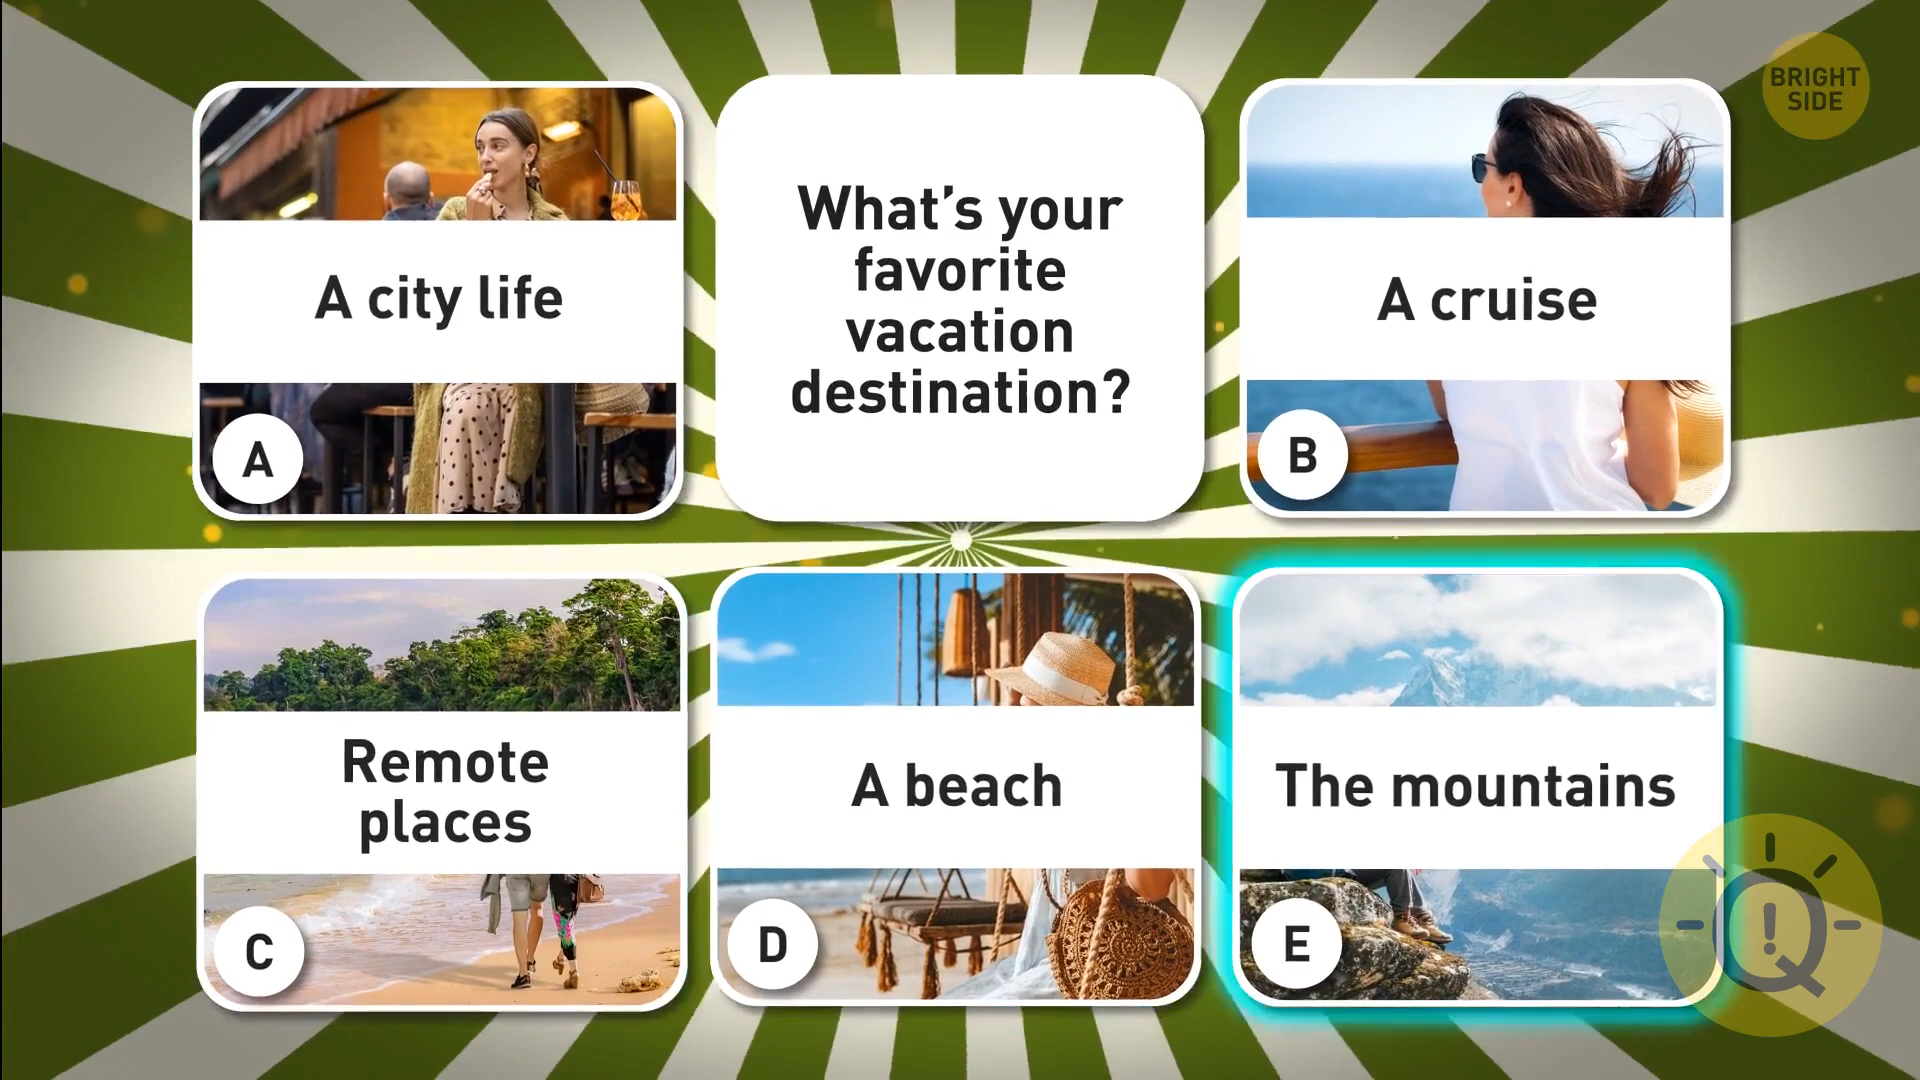 BRIGHT
SIDE
A city life
A
What's your
favorite
vacation
destination?
A cruise
B
Remote
places
C
A beach
D
The mountains
E
Q!